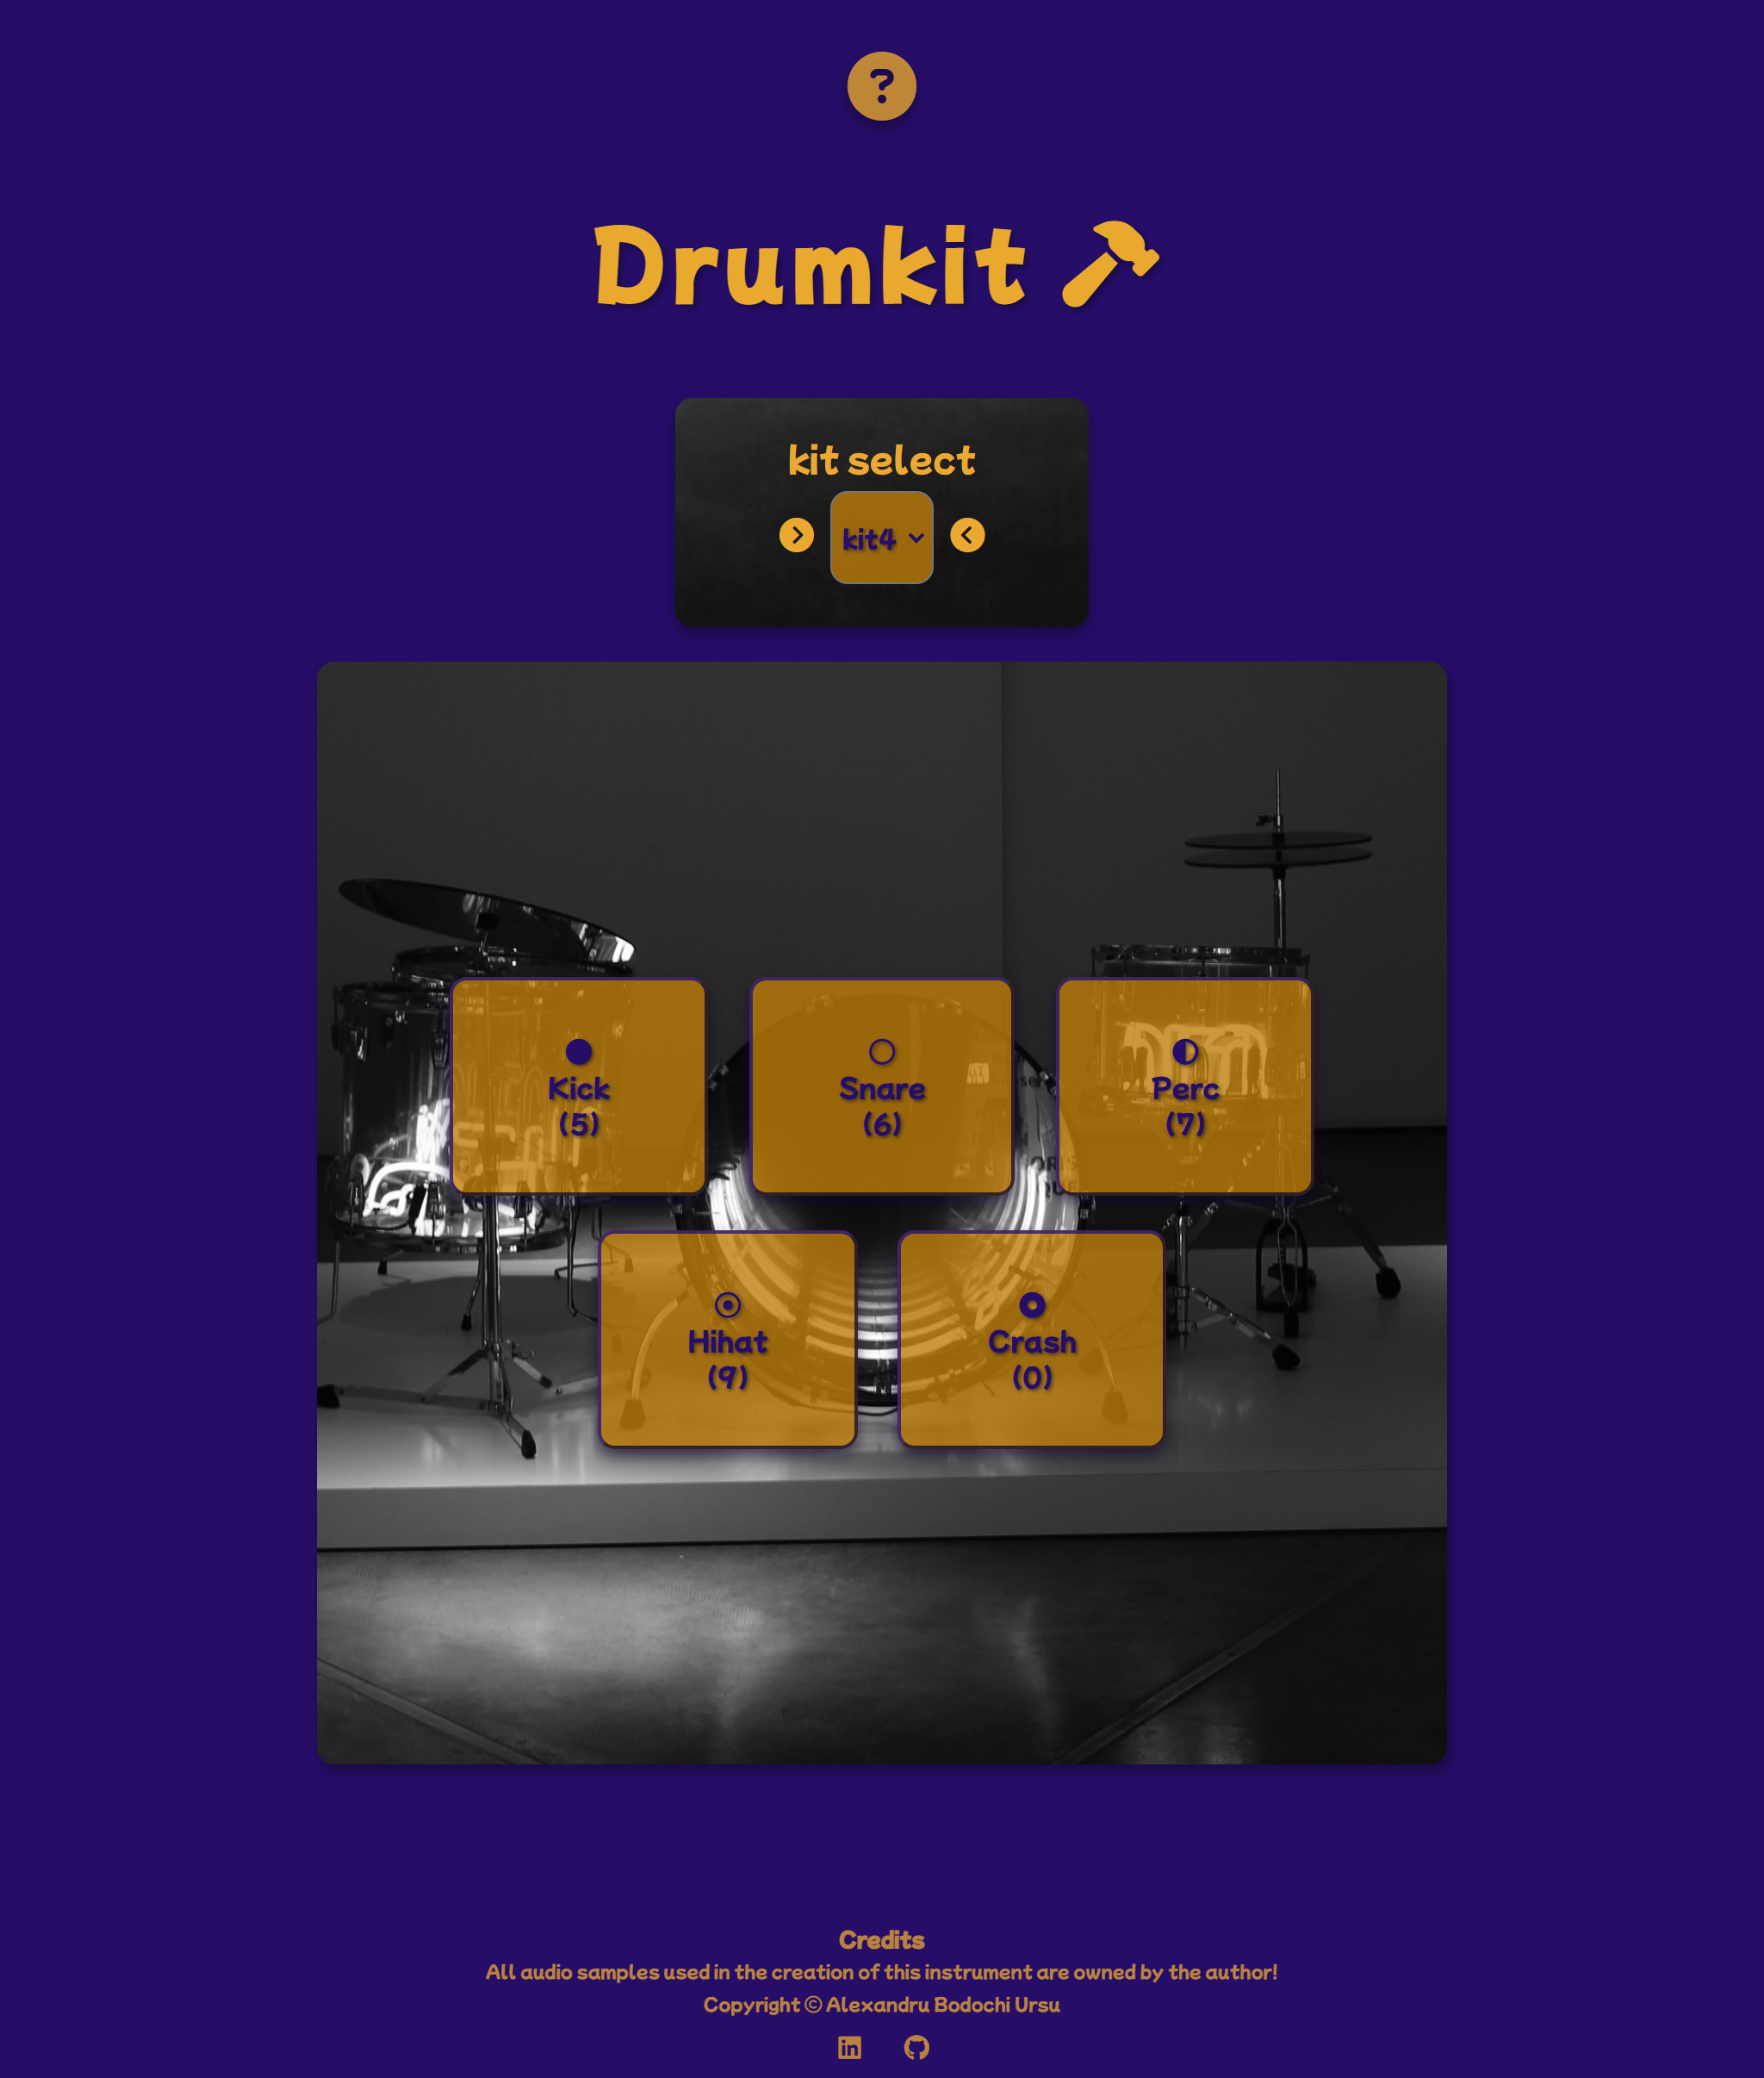 ?
Drumkit
kit select
kit4
Kick
(5)
Snare
(6)
Perc
(7)
Hihat
(9)
Crash
(0)
Credits
All audio samples used in the creation of this instrument are owned by the author!
Copyright © Alexandru Bodochi Ursu
in